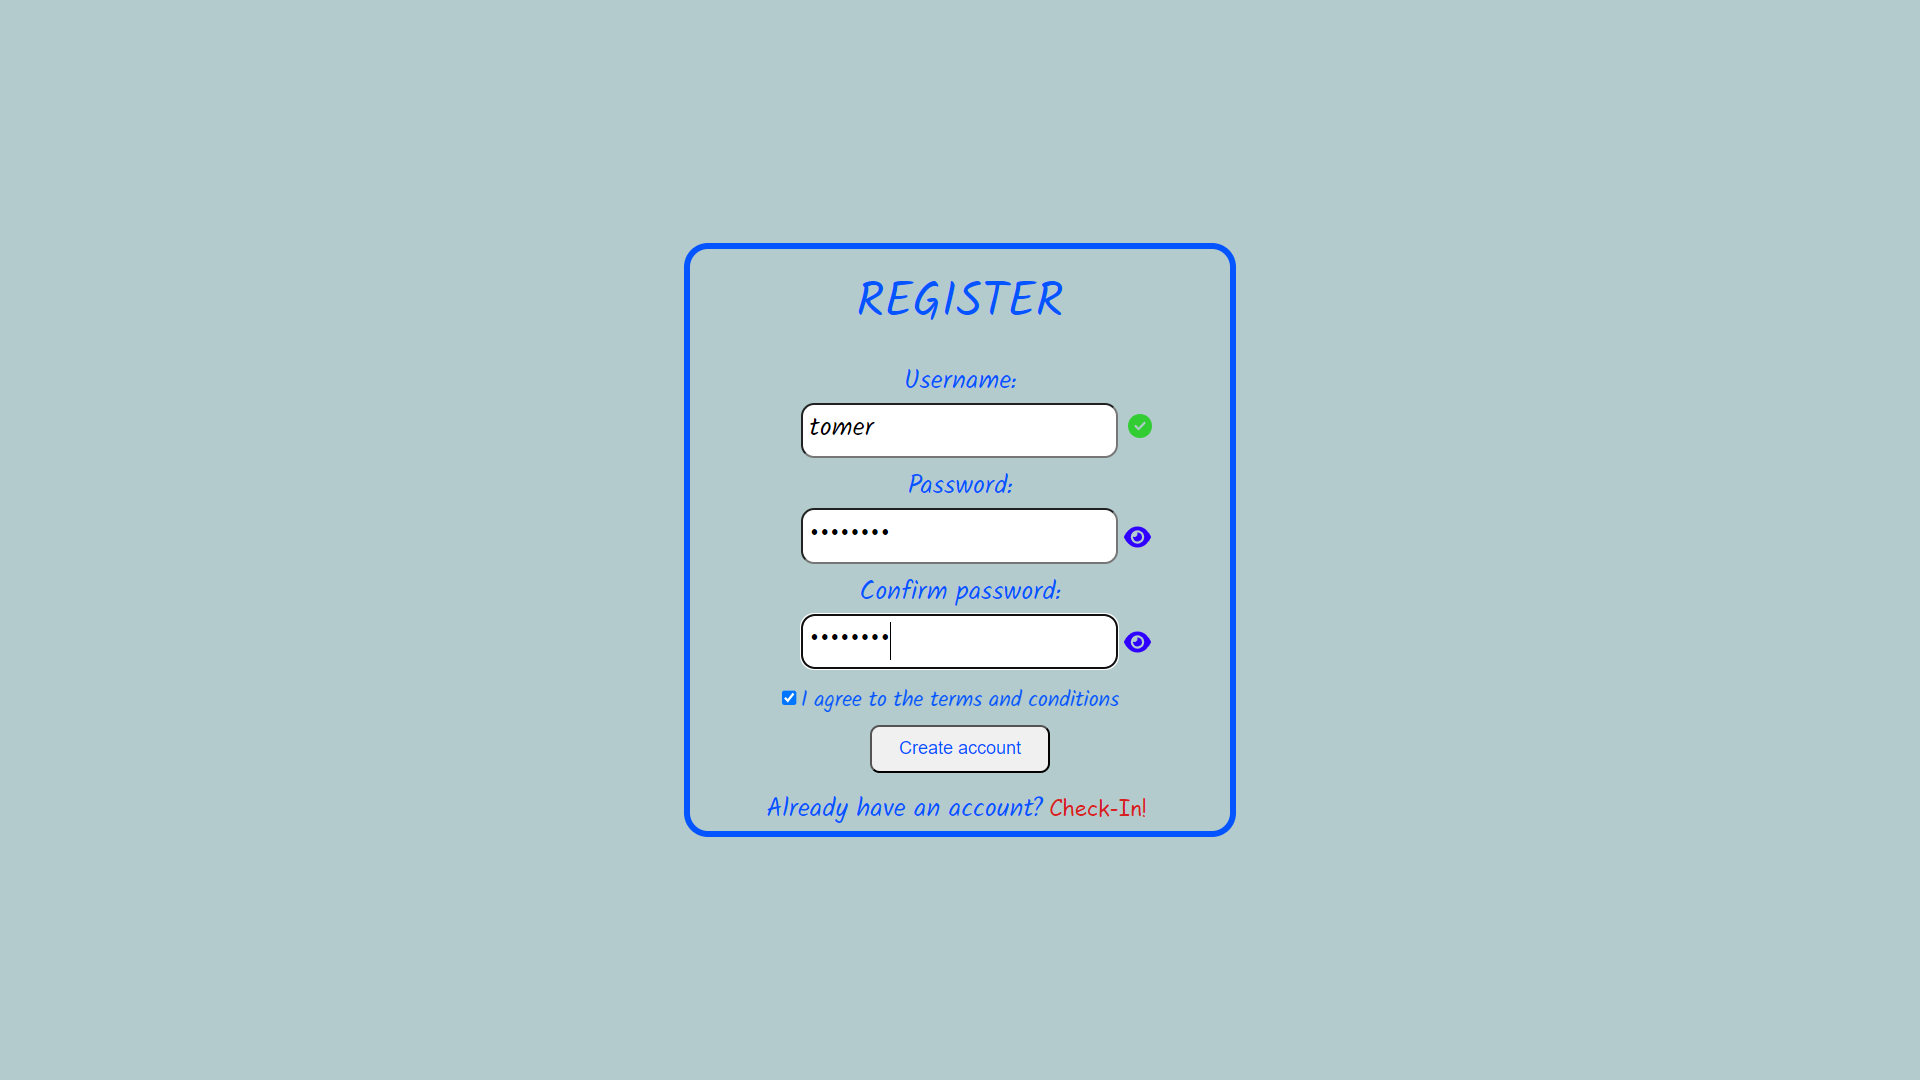 REGISTER
Username:
tomer
Password:
••••••••
Confirm password:
••••••••
I agree to the terms and conditions
Create account
Already have an account? Check-In!